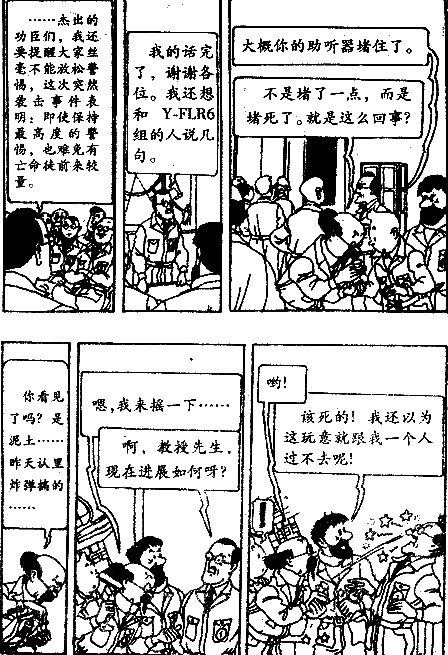 ……杰出的
功臣们，我还
要提醒大家丝
毫不能放松警
惕，这次突然
袭击事件表
明：即使保持
最高度的警
惕，也难免有
亡命徒前来较
量。
我的话完
了，谢谢各
位。我还想
和 Y-FLR6
组的人说几
句。
大概你的助听器堵住了。
不是堵了一点，而是
堵死了。就是这么回事？
你看见
了吗？是
泥土……
昨天认里
炸弹搞的
……
嗯，我来摇一下……
啊，教授先生，
现在进展如何呀？
哟！
该死的！我还以为
这玩意就跟我一个人
过不去呢！
!